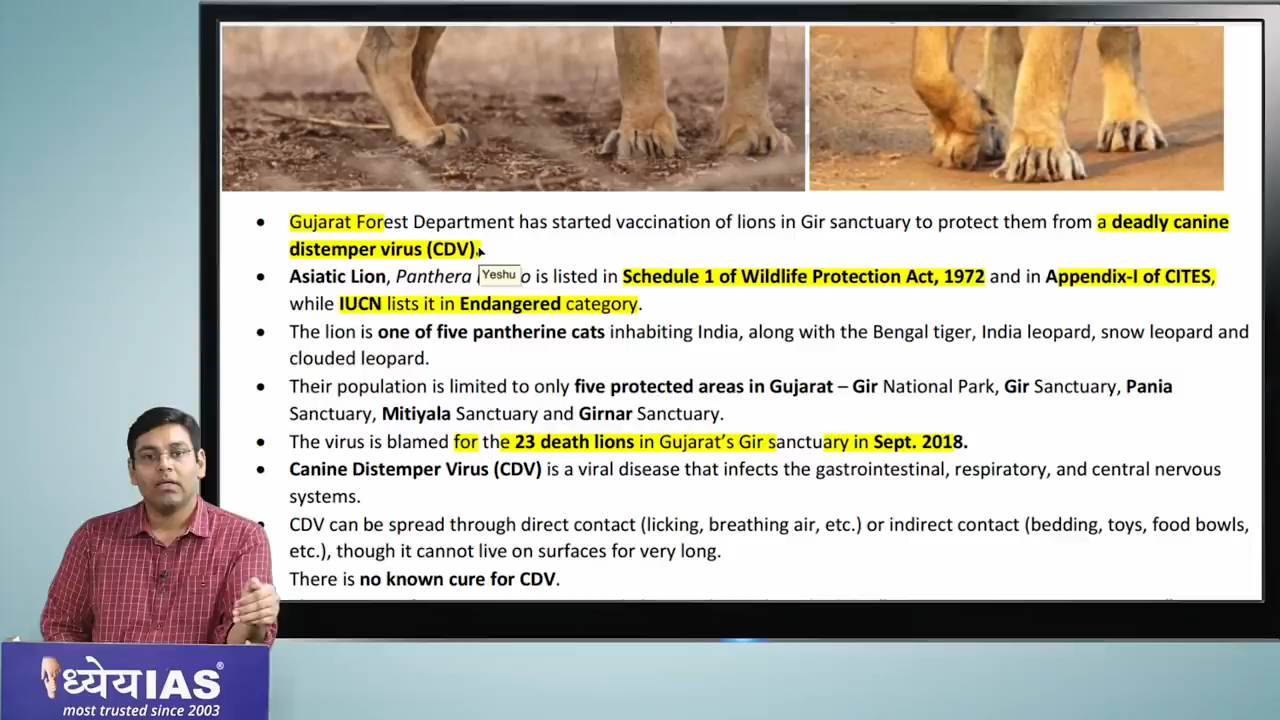 Gujarat Forest Department has started vaccination of lions in Gir sanctuary to protect them from a deadly canine
distemper virus (CDV).
Asiatic Lion, Panthera o is listed in Schedule 1 of Wildlife Protection Act, 1972 and in Appendix-I of CITES,
Yeshu
while IUCN lists it in Endangered category.
The lion is one of five pantherine cats inhabiting India, along with the Bengal tiger, India leopard, snow leopard and
clouded leopard.
Their population is limited to only five protected areas in Gujarat – Gir National Park, Gir Sanctuary, Pania
Sanctuary, Mitiyala Sanctuary and Girnar Sanctuary.
The virus is blamed for the 23 death lions in Gujarat's Gir sanctuary in Sept. 2018.
Canine Distemper Virus (CDV) is a viral disease that infects the gastrointestinal, respiratory, and central nervous
systems.
CDV can be spread through direct contact (licking, breathing air, etc.) or indirect contact (bedding, toys, food bowls,
etc.), though it cannot live on surfaces for very long.
There is no known cure for CDV.
ध्येय IAS®
most trusted since 2003